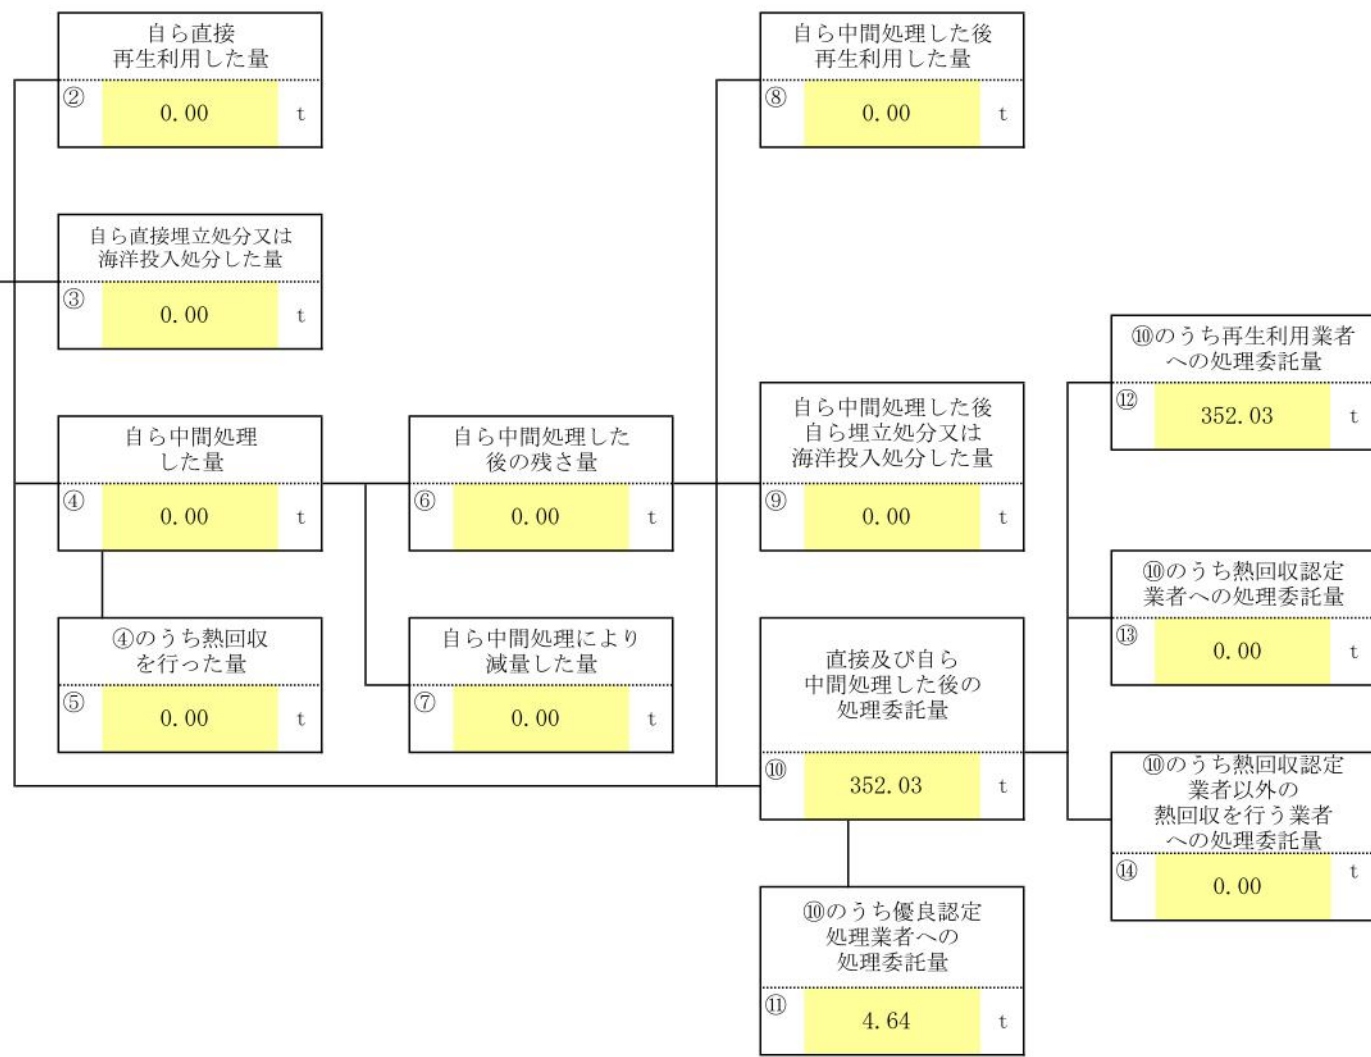 自ら直接
再生利用した量
②
0.00
t
自ら直接埋立処分又は
海洋投入処分した量
③
0.00
t
自ら中間処理
した量
④
0.00
t
④のうち熱回収
を行った量
⑤
0.00
t
自ら中間処理した
後の残さ量
⑥
0.00
t
自ら中間処理により
減量した量
⑦
0.00
t
自ら中間処理した後
再生利用した量
⑧
0.00
t
自ら中間処理した後
自ら埋立処分又は
海洋投入処分した量
⑨
0.00
t
直接及び自ら
中間処理した後の
処理委託量
⑩
352.03
t
⑩のうち優良認定
処理業者への
処理委託量
⑪
4.64
t
⑩のうち再生利用業者
への処理委託量
⑫
352.03
t
⑩のうち熱回収認定
業者への処理委託量
⑬
0.00
t
⑩のうち熱回収認定
業者以外の
熱回収を行う業者
への処理委託量
⑭
0.00
t